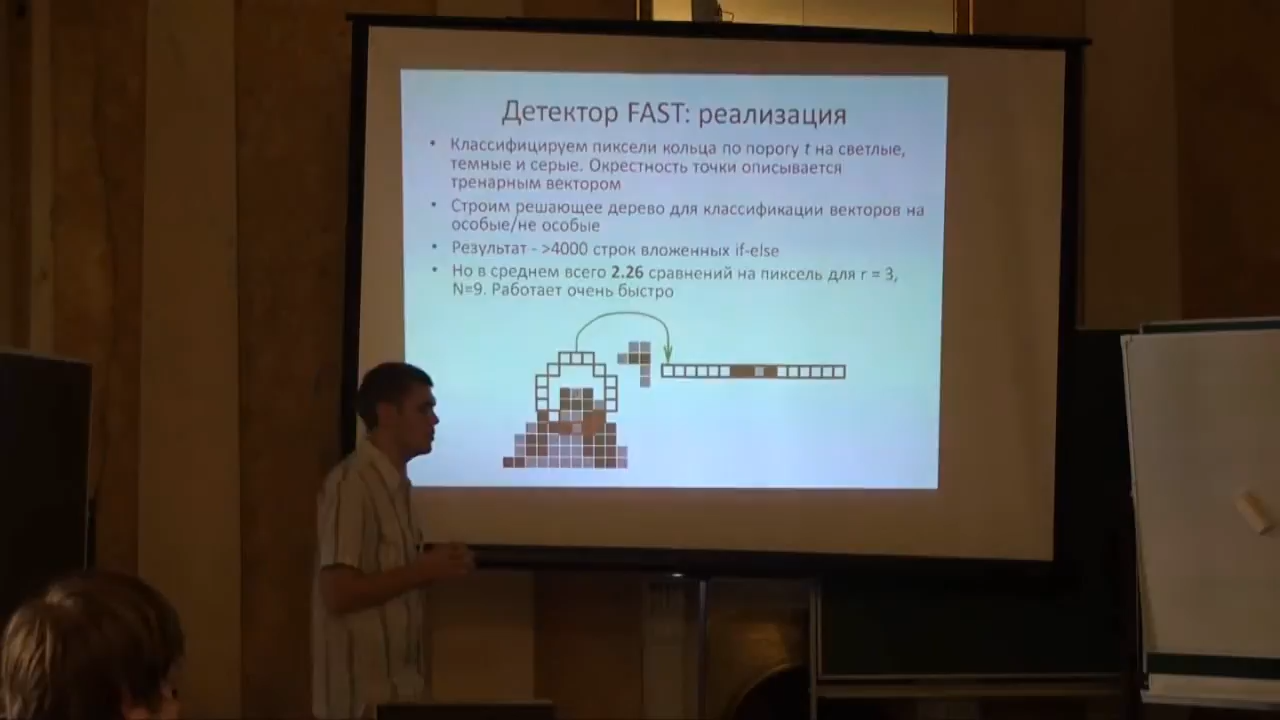 Детектор FAST: реализация
• Классифицируем пиксели кольца по порогу t на светлые,
темные и серые. Окрестность точки описывается
тренарным вектором
• Строим решающее дерево для классификации векторов на
особые/не особые
• Результат - >4000 строк вложенных if-else
• Но в среднем всего 2.26 сравнений на пиксель для r = 3,
N=9. Работает очень быстро